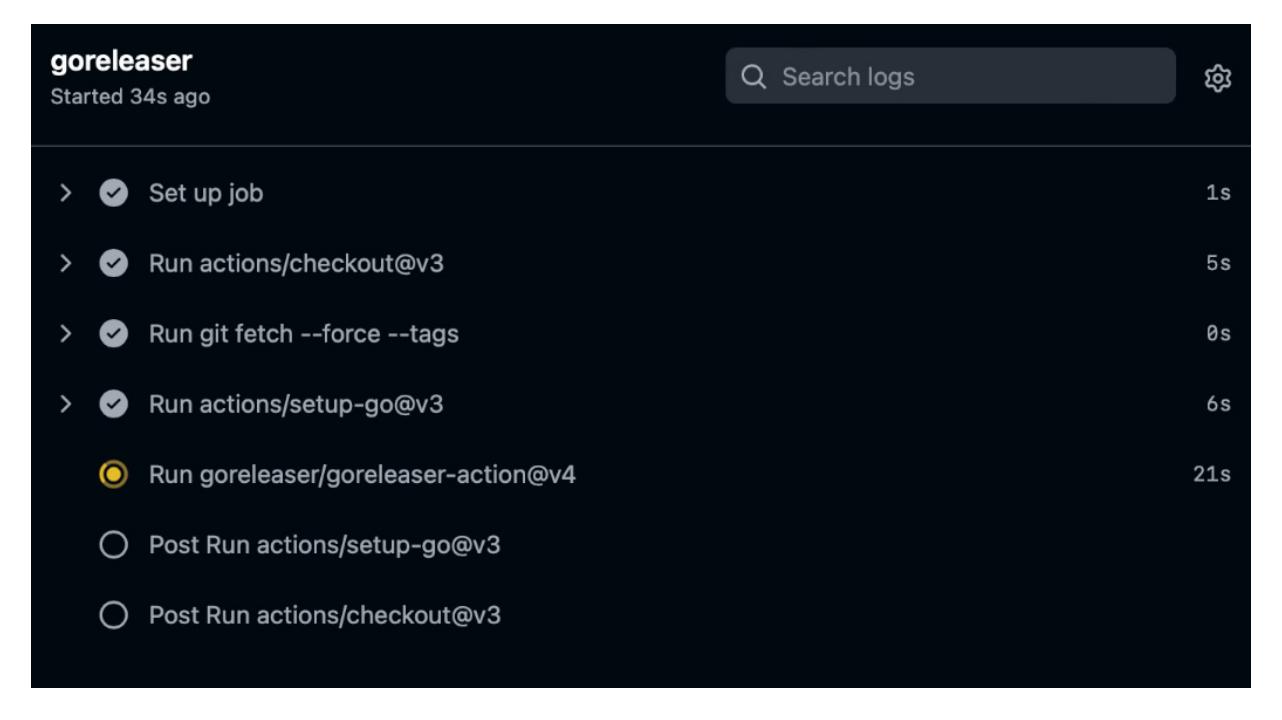 goreleaser
Started 34s ago
Search logs
Set up job 1s
Run actions/checkout@v3 5s
Run git fetch --force --tags 0s
Run actions/setup-go@v3 6s
Run goreleaser/goreleaser-action@v4 21s
Post Run actions/setup-go@v3
Post Run actions/checkout@v3